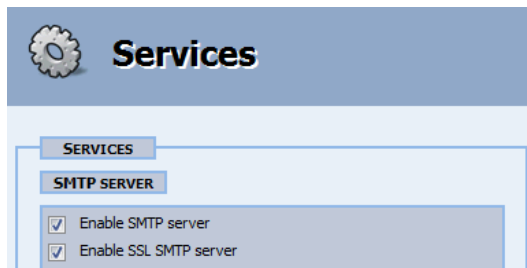 Services
SERVICES
SMTP SERVER
Enable SMTP server
Enable SSL SMTP server